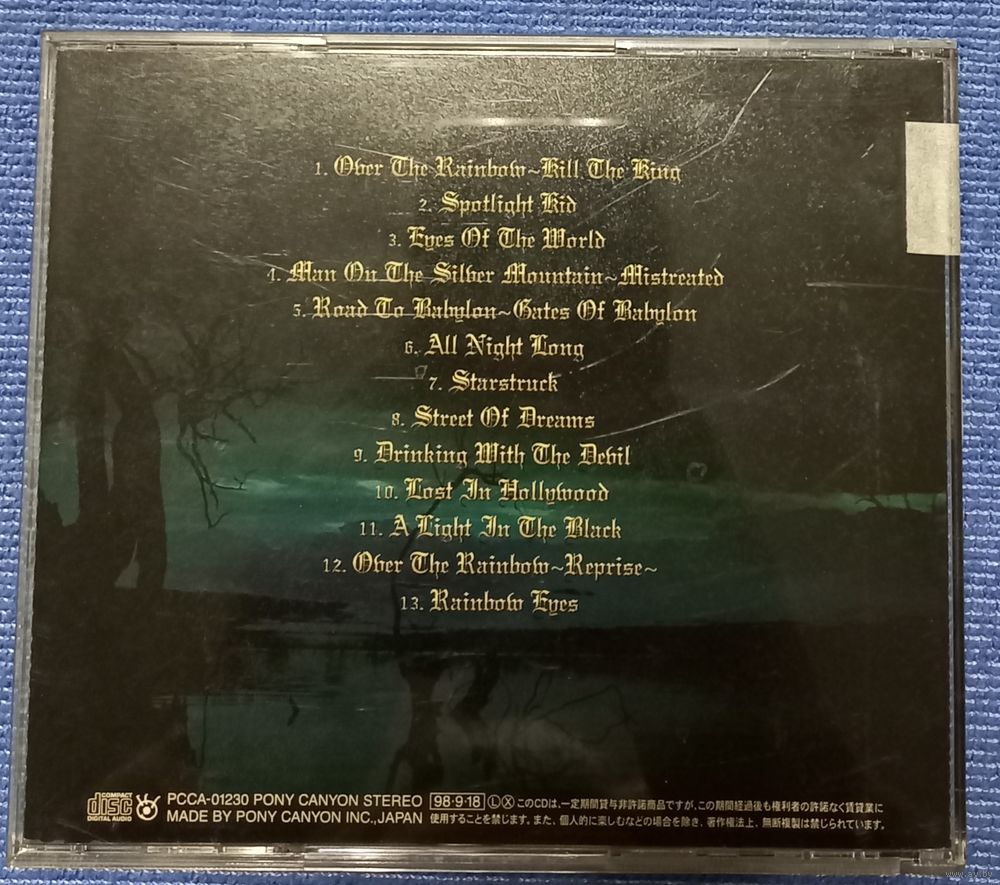 1. Over The Rainbow~Kill The King
2. Spotlight Kid
3. Eyes Of The World
4. Man On The Silver Mountain~Mistreated
5. Road To Babylon~Gates Of Babylon
6. All Night Long
7. Starstruck
8. Street Of Dreams
9. Drinking With The Devil
10. Lost In Hollywood
11. A Light In The Black
12. Over The Rainbow~Reprise~
13. Rainbow Eyes
COMPACT disc DIGITAL AUDIO
PCCA-01230 PONY CANYON STEREO 98·9·18 Ⓛ Ⓧ このCDは、一定期間貸与非許諾商品ですが、この期間経過後も権利者の許諾なく賃貸業に
MADE BY PONY CANYON INC.,JAPAN 使用することを禁じます。また、個人的に楽しむなどの場合を除き、著作権法上、無断複製は禁じられています。
www.ay.by